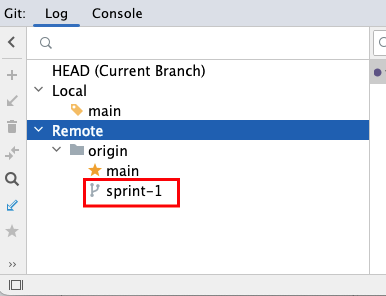 Git: Log Console
HEAD (Current Branch)
Local
main
Remote
origin
main
sprint-1